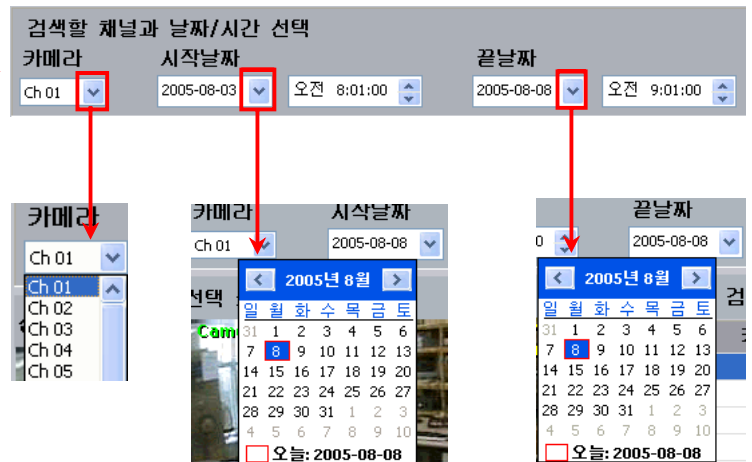 검색할 채널과 날짜/시간 선택
카메라 시작날짜 끝날짜
Ch 01 2005-08-03 오전 8:01:00 2005-08-08 오전 9:01:00
카메라
Ch 01
Ch 01
Ch 02
Ch 03
Ch 04
Ch 05
카메라 시작날짜
Ch 01 2005-08-08
선택
Cam
2005년 8월
일 월 화 수 목 금 토
31 1 2 3 4 5 6
7 8 9 10 11 12 13
14 15 16 17 18 19 20
21 22 23 24 25 26 27
28 29 30 31 1 2 3
4 5 6 7 8 9 10
오늘: 2005-08-08
끝날짜
0 2005-08-08
검
2005년 8월
일 월 화 수 목 금 토
31 1 2 3 4 5 6
7 8 9 10 11 12 13
14 15 16 17 18 19 20
21 22 23 24 25 26 27
28 29 30 31 1 2 3
4 5 6 7 8 9 10
오늘: 2005-08-08